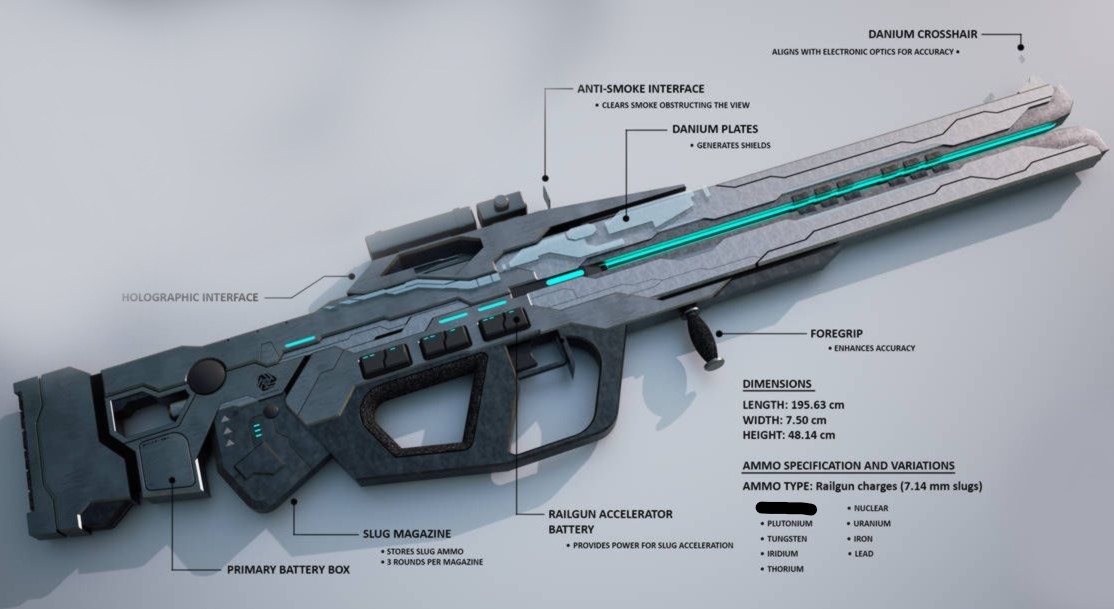 DANIUM CROSSHAIR
ALIGNS WITH ELECTRONIC OPTICS FOR ACCURACY •
ANTI-SMOKE INTERFACE
• CLEARS SMOKE OBSTRUCTING THE VIEW
DANIUM PLATES
• GENERATES SHIELDS
HOLOGRAPHIC INTERFACE
FOREGRIP
• ENHANCES ACCURACY
DIMENSIONS
LENGTH: 195.63 cm
WIDTH: 7.50 cm
HEIGHT: 48.14 cm
AMMO SPECIFICATION AND VARIATIONS
AMMO TYPE: Railgun charges (7.14 mm slugs)
• PLUTONIUM
• TUNGSTEN
• IRIDIUM
• THORIUM
• NUCLEAR
• URANIUM
• IRON
• LEAD
RAILGUN ACCELERATOR
BATTERY
• PROVIDES POWER FOR SLUG ACCELERATION
SLUG MAGAZINE
• STORES SLUG AMMO
• 3 ROUNDS PER MAGAZINE
PRIMARY BATTERY BOX